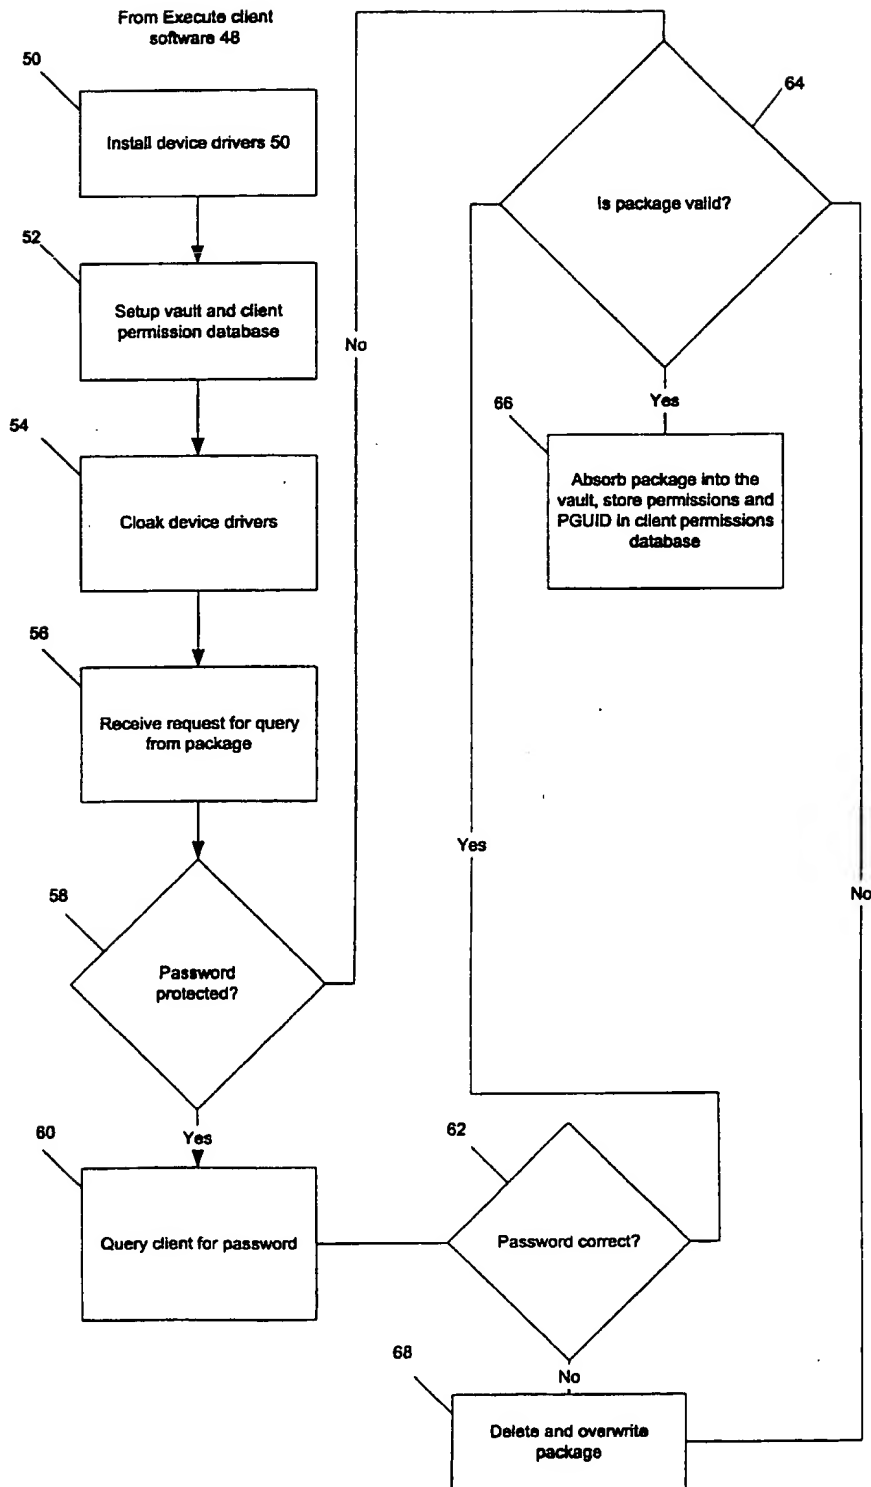 From Execute client
software 48
50
Install device drivers 50
52
Setup vault and client
permission database
54
Cloak device drivers
56
Receive request for query
from package
58
Password
protected?
No
Yes
60
Query client for password
62
Password correct?
Yes
No
68
Delete and overwrite
package
64
Is package valid?
Yes
66
Absorb package into the
vault, store permissions and
PGUID in client permissions
database
No